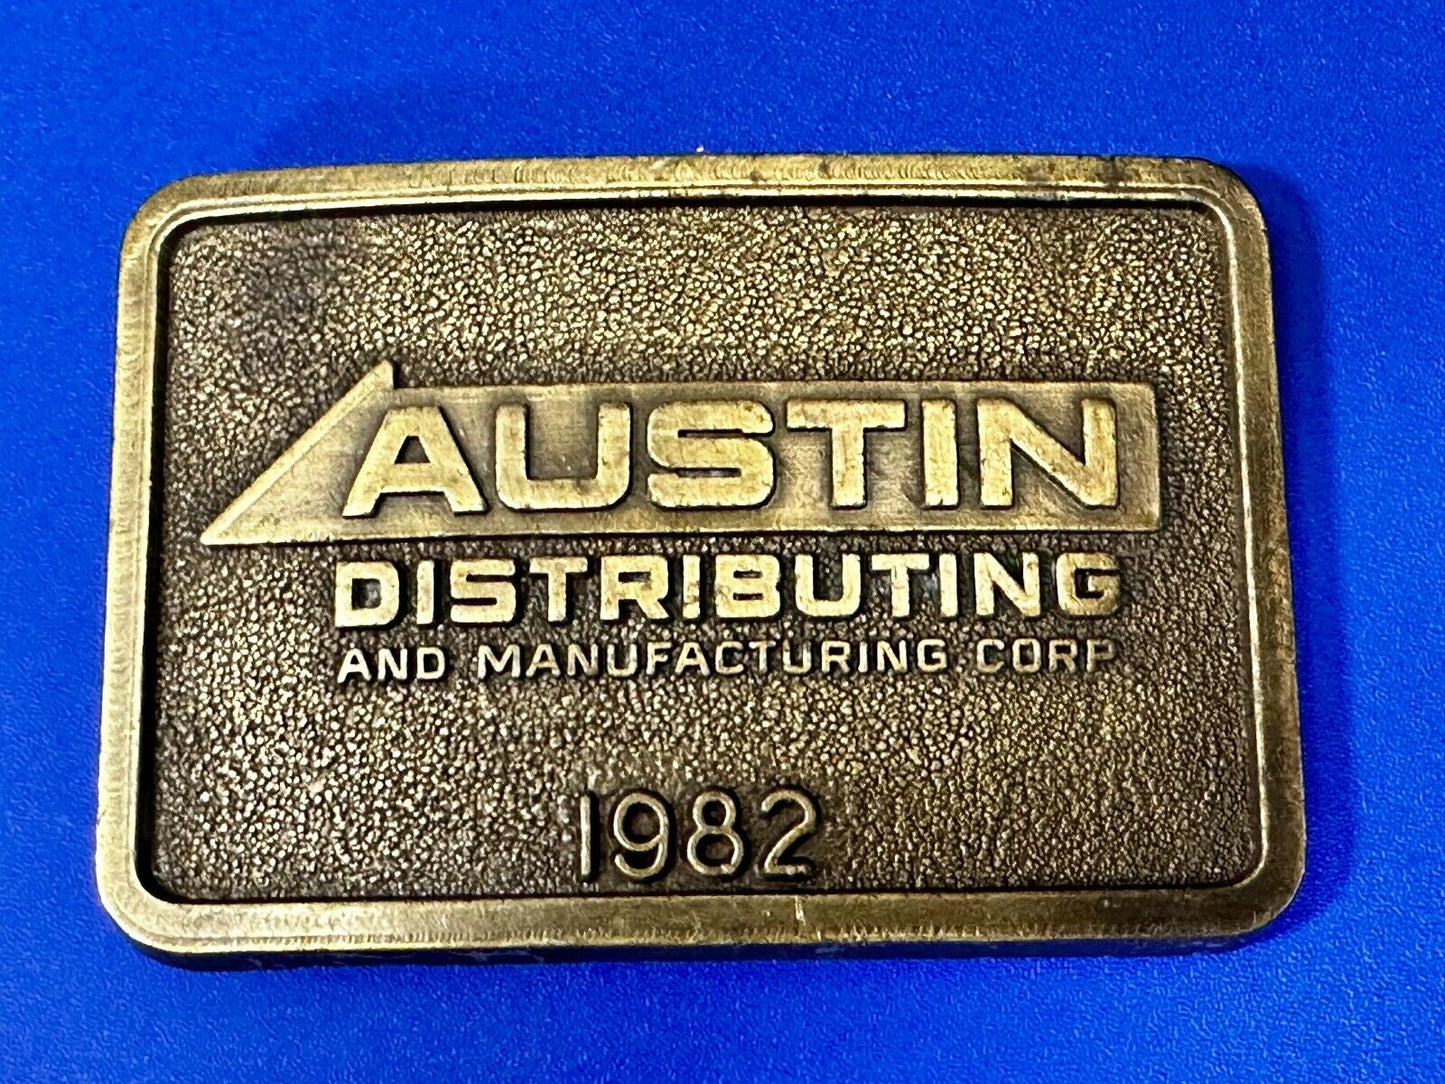 AUSTIN
DISTRIBUTING
AND MANUFACTURING CORP
1982